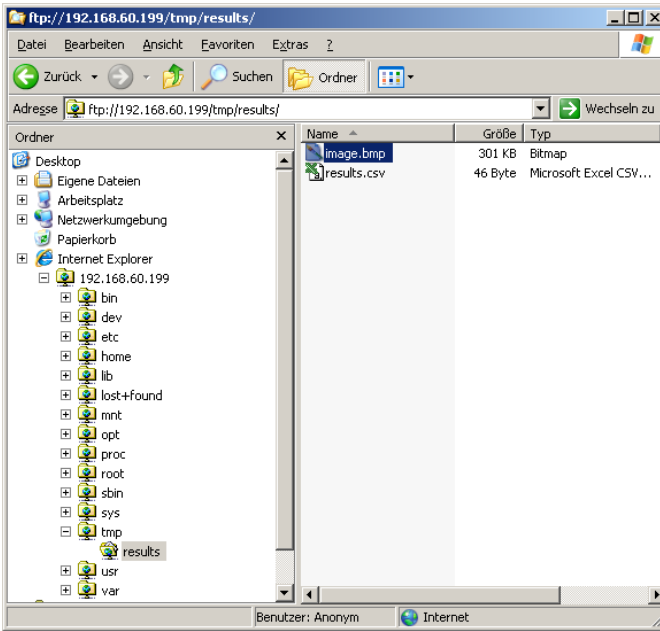 ftp://192.168.60.199/tmp/results/
Datei Bearbeiten Ansicht Favoriten Extras ?
Zurück Suchen Ordner
Adresse ftp://192.168.60.199/tmp/results/ Wechseln zu
Ordner
Desktop
Eigene Dateien
Arbeitsplatz
Netzwerkumgebung
Papierkorb
Internet Explorer
192.168.60.199
bin
dev
etc
home
lib
lost+found
mnt
opt
proc
root
sbin
sys
tmp
results
usr
var
Name Größe Typ
image.bmp 301 KB Bitmap
results.csv 46 Byte Microsoft Excel CSV...
Benutzer: Anonym Internet